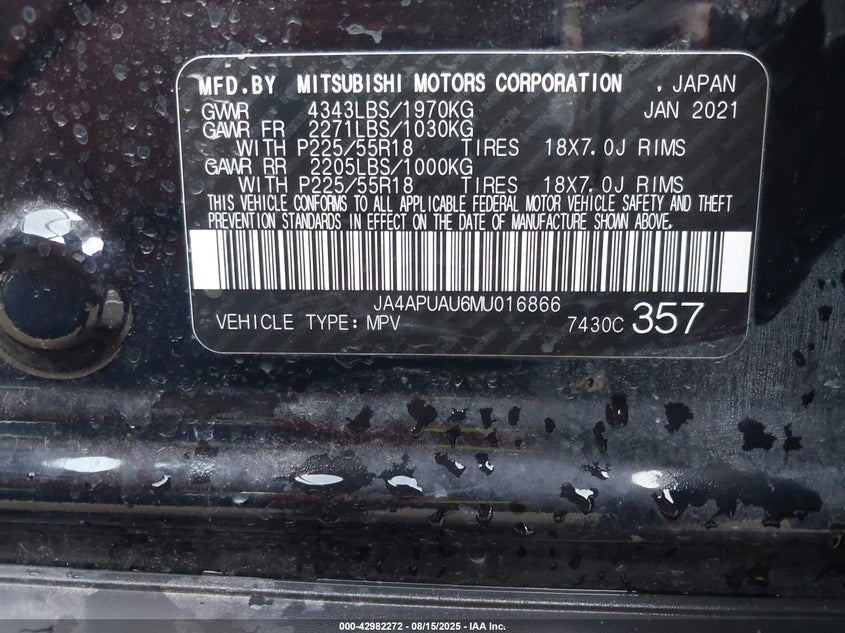 MFD.BY MITSUBISHI MOTORS CORPORATION , JAPAN
GVWR 4343LBS/1970KG JAN 2021
GAWR FR 2271LBS/1030KG
WITH P225/55R18 TIRES 18X7.0J RIMS
GAWR RR 2205LBS/1000KG
WITH P225/55R18 TIRES 18X7.0J RIMS
THIS VEHICLE CONFORMS TO ALL APPLICABLE FEDERAL MOTOR VEHICLE SAFETY AND THEFT
PREVENTION STANDARDS IN EFFECT ON THE DATE OF MANUFACTURE SHOWN ABOVE.
JA4APUAU6MU016866
VEHICLE TYPE:MPV 7430C 357
000-42982272 - 08/15/2025 - IAA Inc.